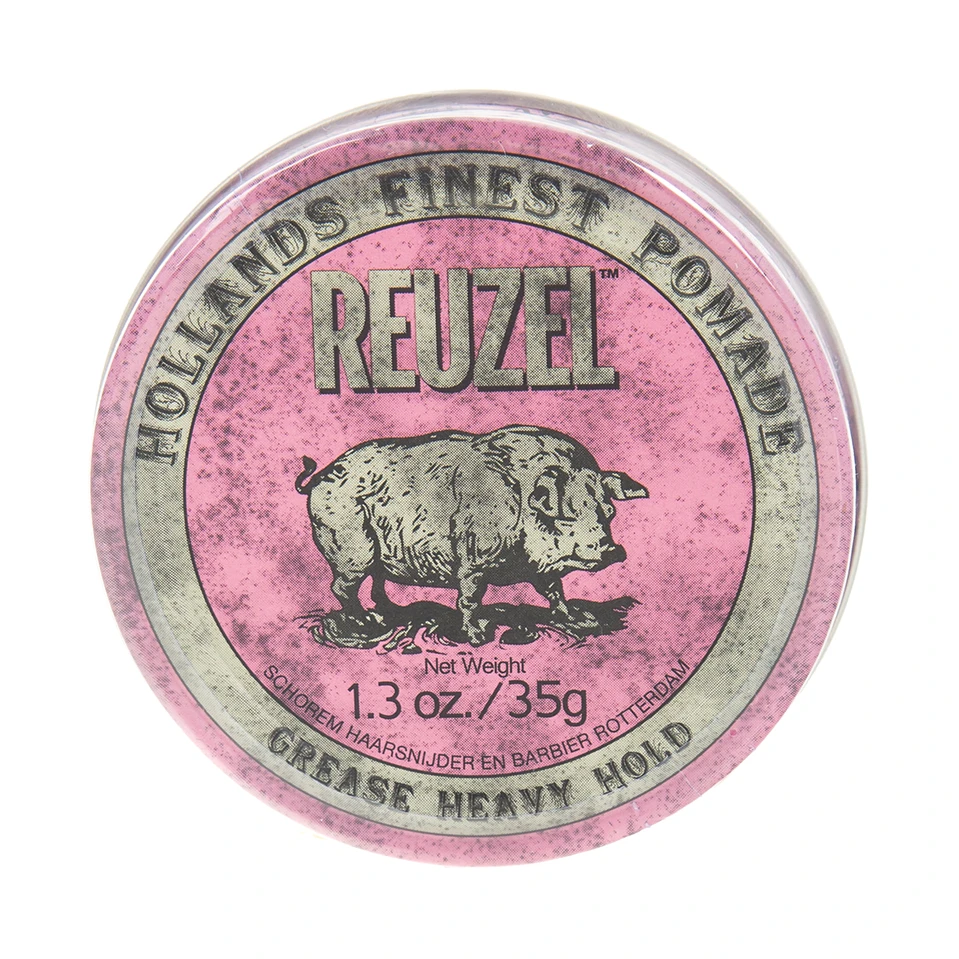 HOLLANDS FINEST POMADE
REUZEL™
Net Weight
1.3 oz./35g
SCHOREM HAARSNIJDER EN BARBIER ROTTERDAM
GREASE HEAVY HOLD